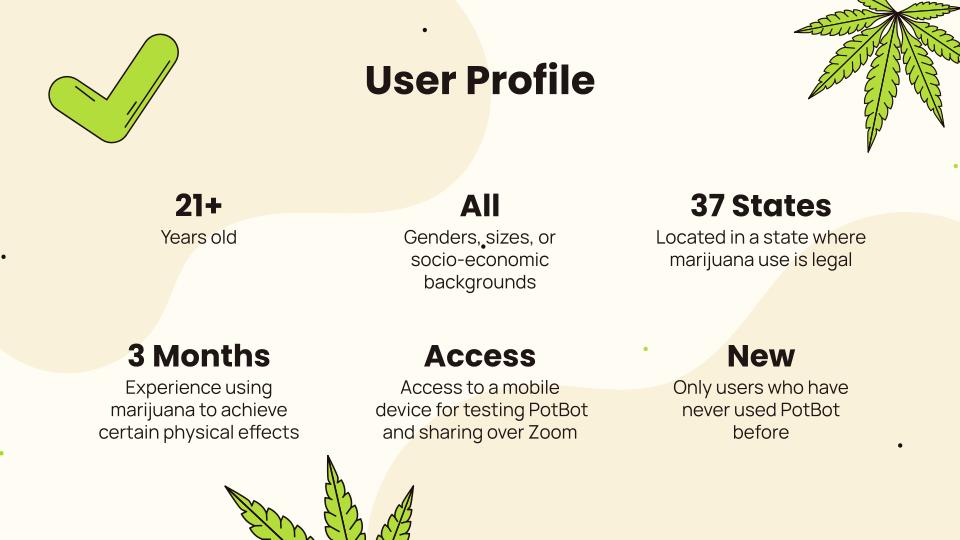 User Profile
21+
Years old
All
Genders, sizes, or
socio-economic
backgrounds
37 States
Located in a state where
marijuana use is legal
3 Months
Experience using
marijuana to achieve
certain physical effects
Access
Access to a mobile
device for testing PotBot
and sharing over Zoom
New
Only users who have
never used PotBot
before